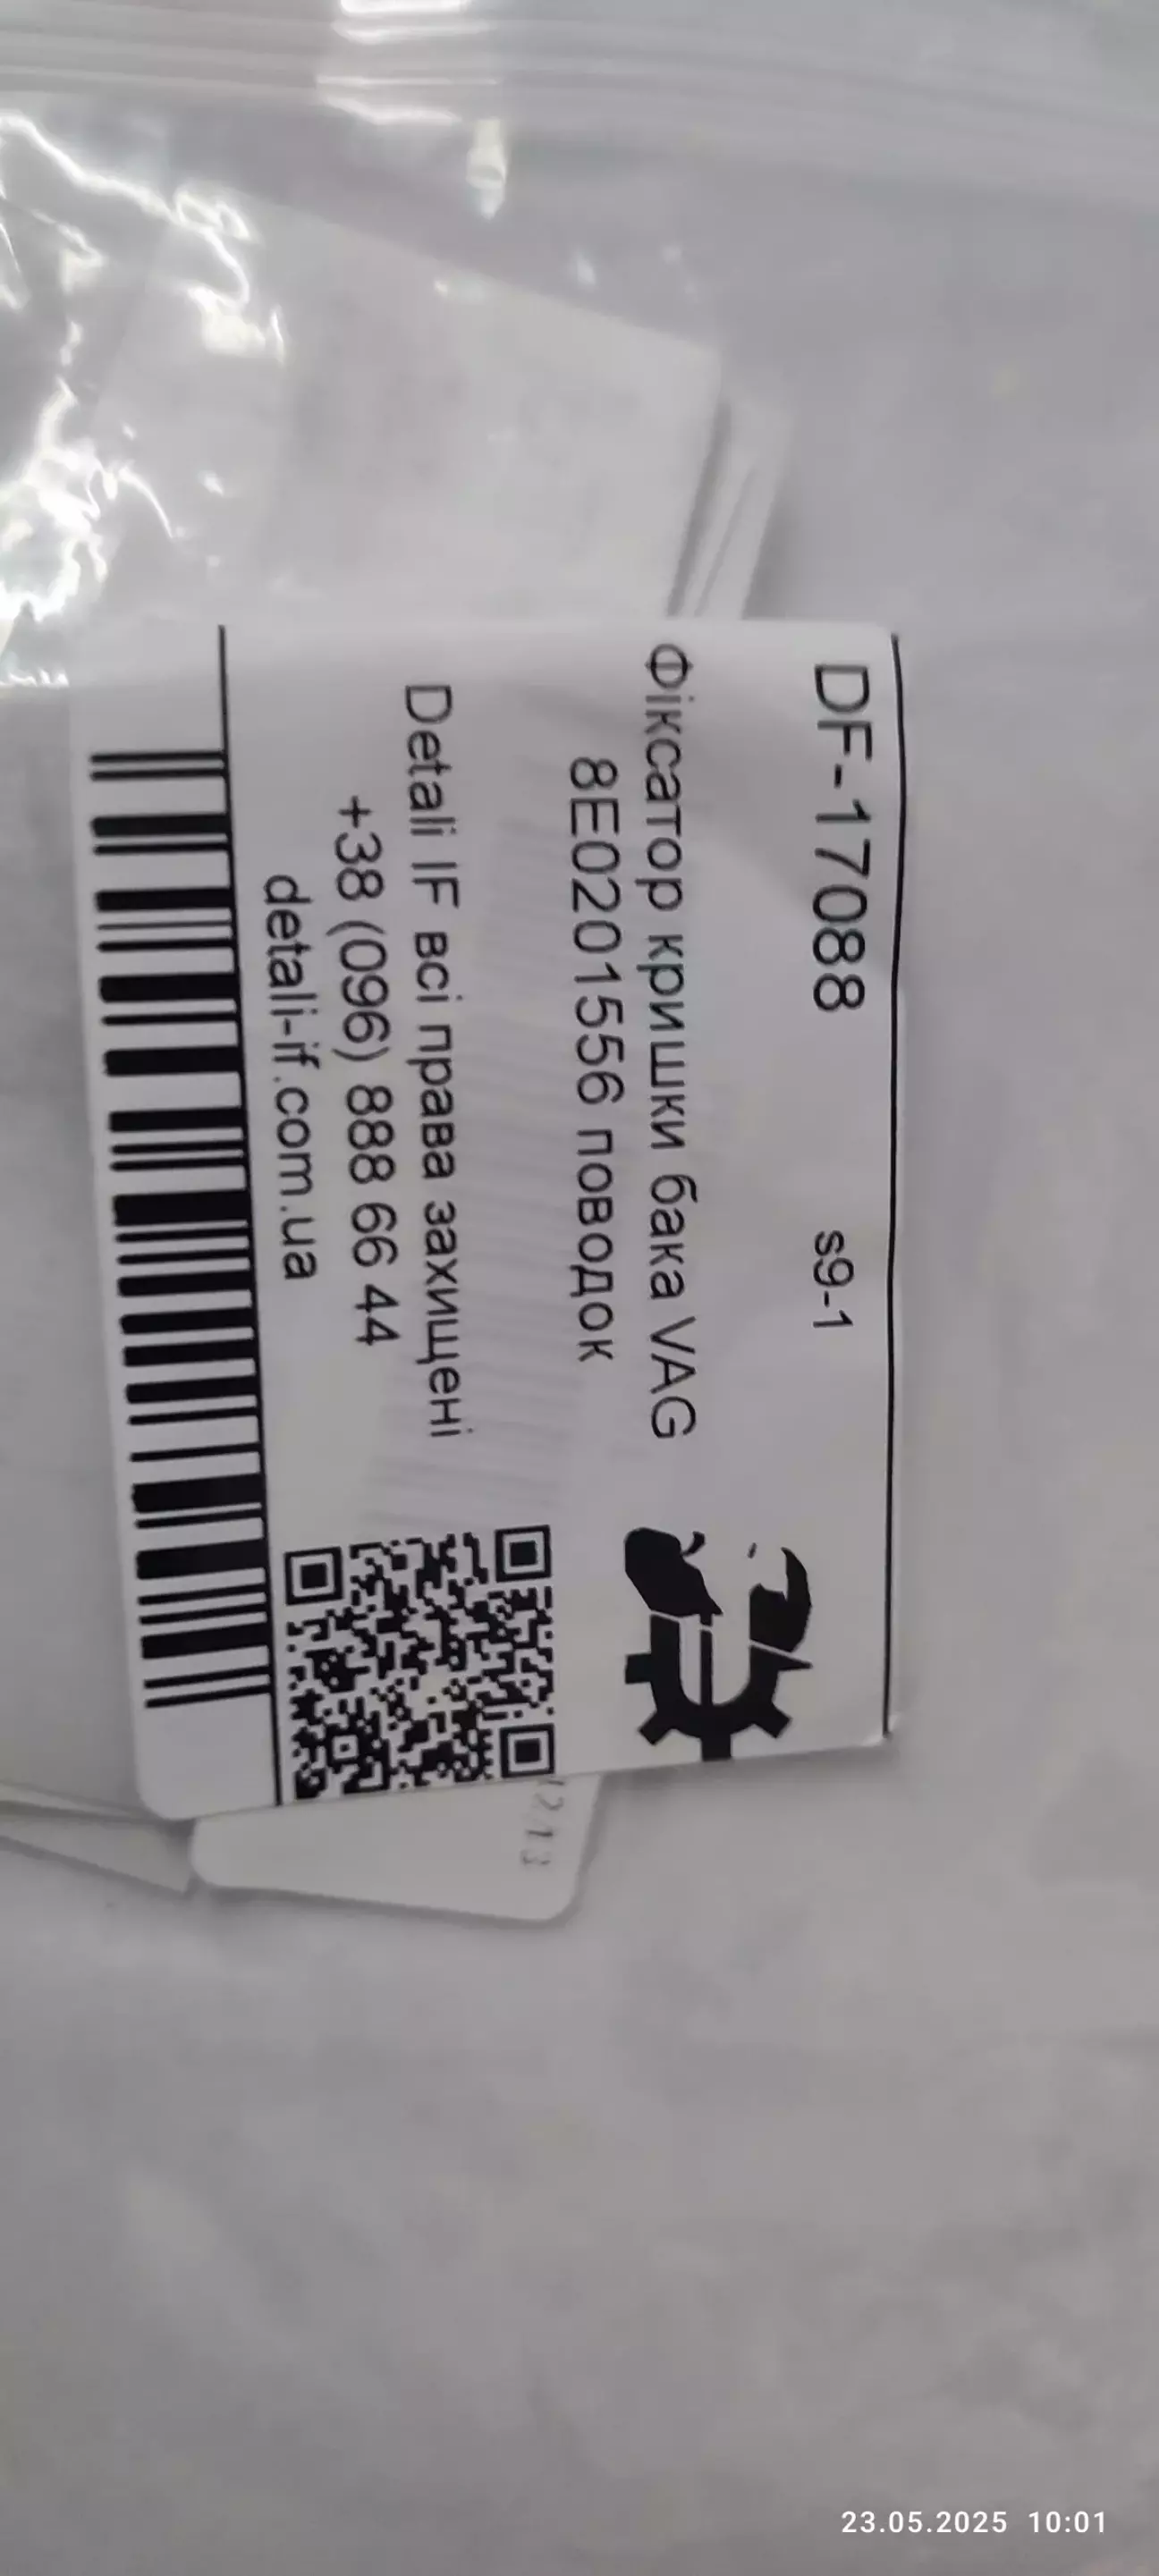 DF-17088 s9-1
Фіксатор кришки бака VAG
8E0201556 поводок
Detali IF всі права захищені
+38 (096) 888 66 44
detali-if.com.ua
23.05.2025 10:01